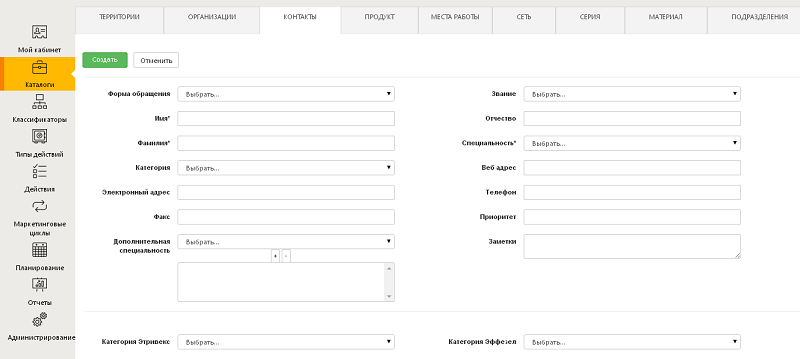 ТЕРРИТОРИИ ОРГАНИЗАЦИИ КОНТАКТЫ ПРОДУКТ МЕСТА РАБОТЫ СЕТЬ СЕРИЯ МАТЕРИАЛ ПОДРАЗДЕЛЕНИЯ
Мой кабинет
Каталоги
Классификаторы
Типы действий
Действия
Маркетинговые
циклы
Планирование
Отчеты
Администрирование
Создать Отменить
Форма обращения Выбрать... Звание Выбрать...
Имя* Отчество
Фамилия* Специальность* Выбрать...
Категория Выбрать... Веб адрес
Электронный адрес Телефон
Факс Приоритет
Дополнительная Выбрать... Заметки
специальность
+ -
Категория Этривекс Выбрать... Категория Эффезел Выбрать...